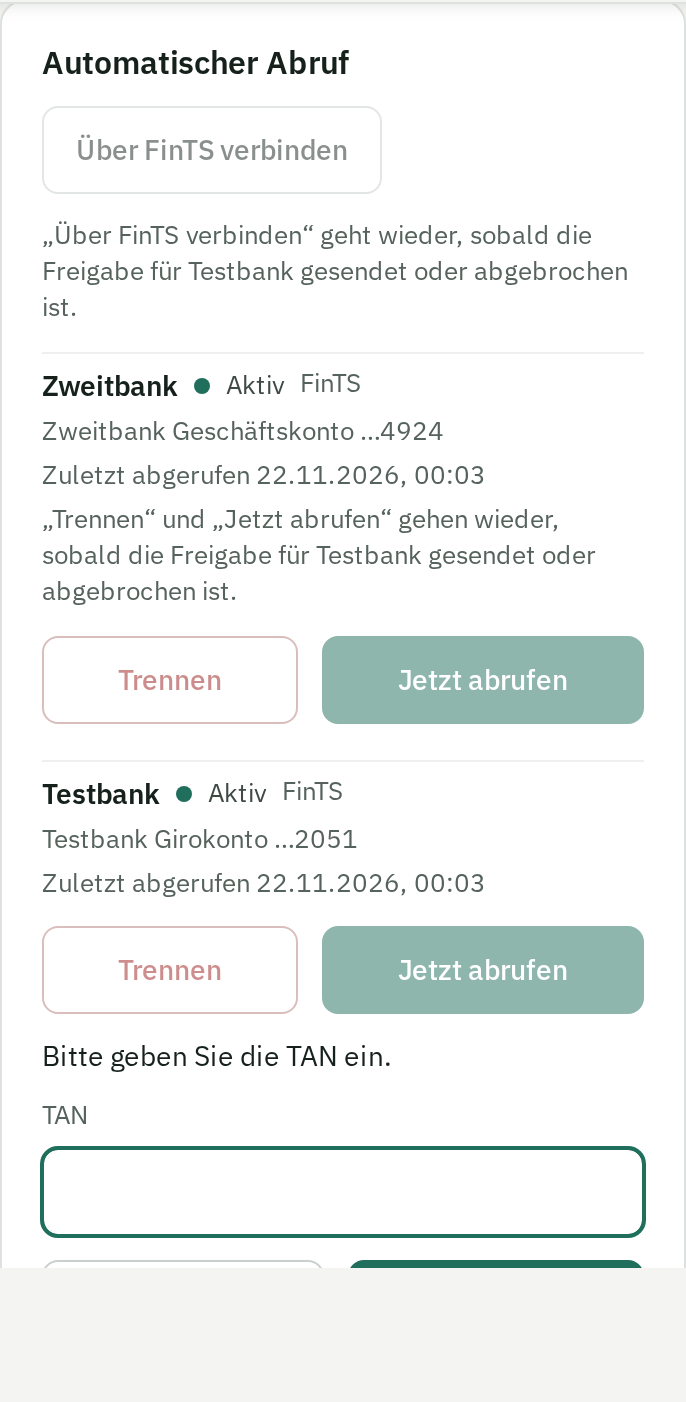 Automatischer Abruf
Über FinTS verbinden
„Über FinTS verbinden“ geht wieder, sobald die
Freigabe für Testbank gesendet oder abgebrochen
ist.
Zweitbank Aktiv FinTS
Zweitbank Geschäftskonto …4924
Zuletzt abgerufen 22.11.2026, 00:03
„Trennen“ und „Jetzt abrufen“ gehen wieder,
sobald die Freigabe für Testbank gesendet oder
abgebrochen ist.
Trennen Jetzt abrufen
Testbank Aktiv FinTS
Testbank Girokonto …2051
Zuletzt abgerufen 22.11.2026, 00:03
Trennen Jetzt abrufen
Bitte geben Sie die TAN ein.
TAN